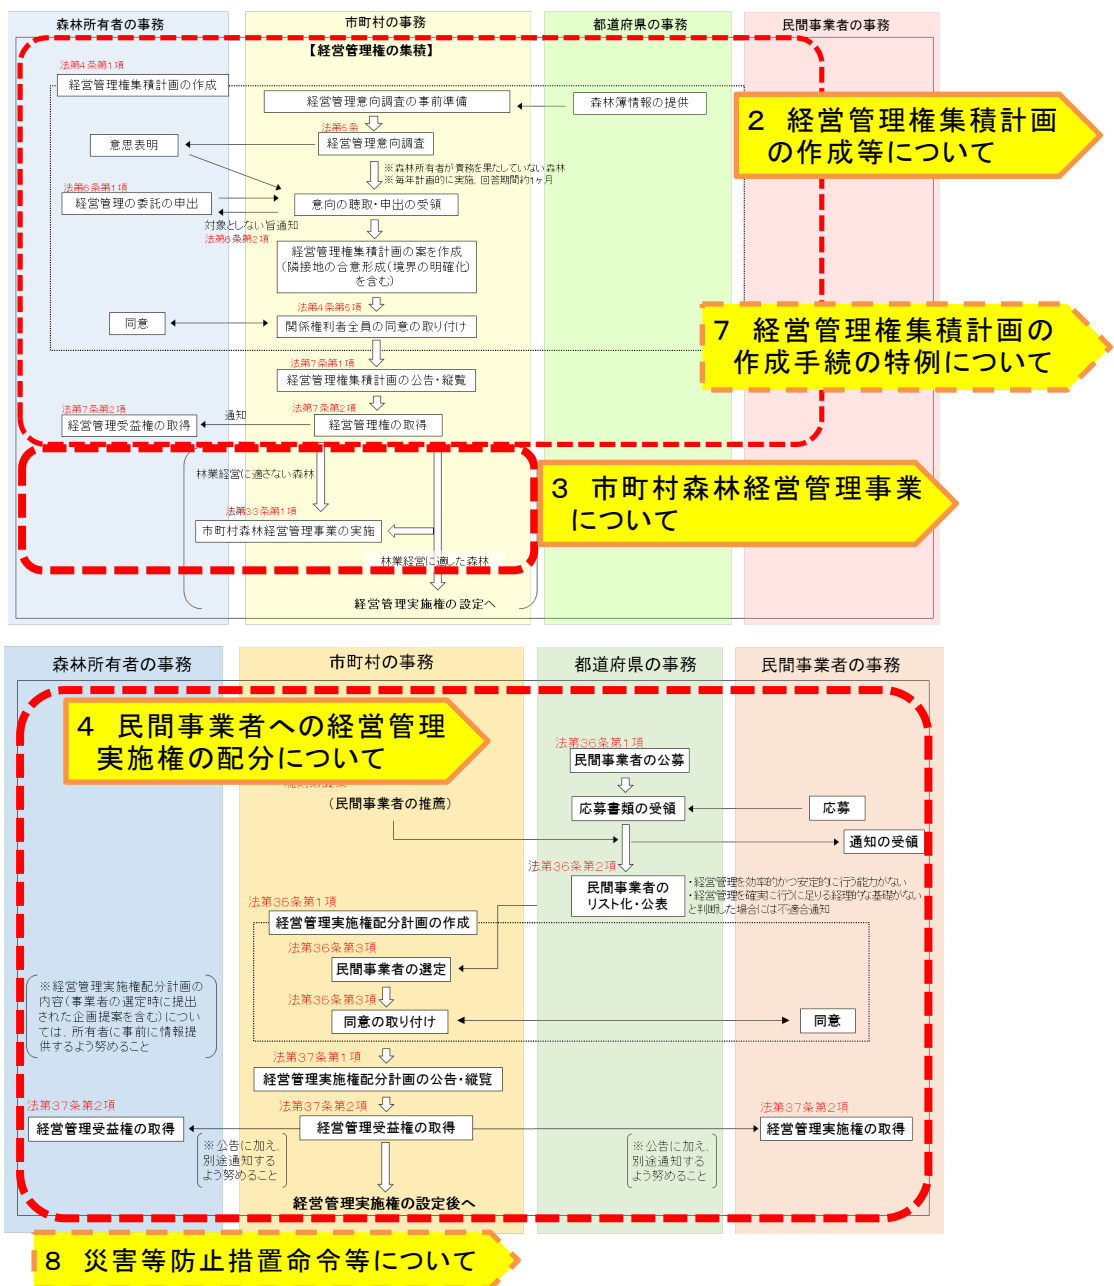 森林所有者の事務
市町村の事務
都道府県の事務
民間事業者の事務
【経営管理権の集積】
法第4条第1項
経営管理権集積計画の作成
経営管理意向調査の事前準備
森林簿情報の提供
法第5条
経営管理意向調査
意思表明
※森林所有者が責務を果たしていない森林
※毎年計画的に実施、回答期間約1ヶ月
法第6条第1項
経営管理の委託の申出
意向の聴取・申出の受領
対象としない旨通知
法第6条第2項
経営管理権集積計画の案を作成
(隣接地の合意形成(境界の明確化)
を含む)
法第4条第5項
同意
関係権利者全員の同意の取り付け
法第7条第1項
経営管理権集積計画の公告・縦覧
法第7条第2項
経営管理受益権の取得
通知
法第7条第2項
経営管理権の取得
2 経営管理権集積計画
の作成等について
7 経営管理権集積計画の
作成手続の特例について
林業経営に適さない森林
法第33条第1項
市町村森林経営管理事業の実施
林業経営に適した森林
経営管理実施権の設定へ
3 市町村森林経営管理事業
について
森林所有者の事務
市町村の事務
都道府県の事務
民間事業者の事務
4 民間事業者への経営管理
実施権の配分について
法第36条第1項
民間事業者の公募
(民間事業者の推薦)
応募書類の受領
応募
通知の受領
法第36条第2項
民間事業者の
リスト化・公表
・経営管理を効率的かつ安定的に行う能力がない
・経営管理を確実に行うに足りる経理的な基礎がない
と判断した場合には不適合通知
法第35条第1項
経営管理実施権配分計画の作成
法第36条第3項
民間事業者の選定
法第35条第3項
同意の取り付け
同意
※経営管理実施権配分計画の
内容(事業者の選定時に提出
された企画提案を含む)につい
ては、所有者に事前に情報提
供するよう努めること
法第37条第1項
経営管理実施権配分計画の公告・縦覧
法第37条第2項
経営管理受益権の取得
法第37条第2項
経営管理受益権の取得
法第37条第2項
経営管理実施権の取得
※公告に加え、
別途通知する
よう努めること
※公告に加え、
別途通知する
よう努めること
経営管理実施権の設定後へ
8 災害等防止措置命令等について